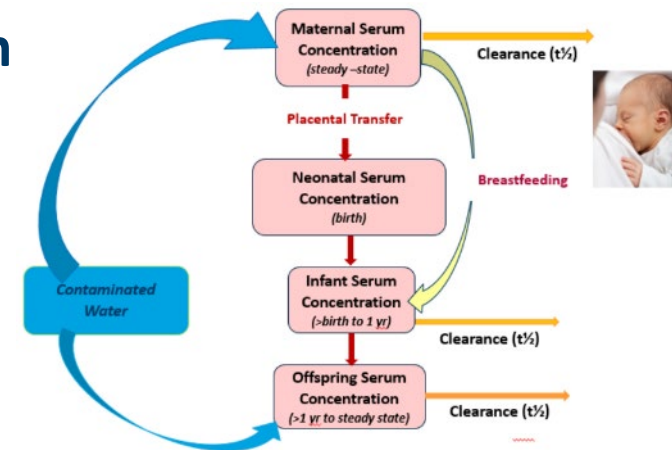 n
Maternal Serum
Concentration
(steady –state)
Clearance (t½)
Placental Transfer
Neonatal Serum
Concentration
(birth)
Breastfeeding
Contaminated
Water
Infant Serum
Concentration
(>birth to 1 yr)
Clearance (t½)
Offspring Serum
Concentration
(>1 yr to steady state)
Clearance (t½)